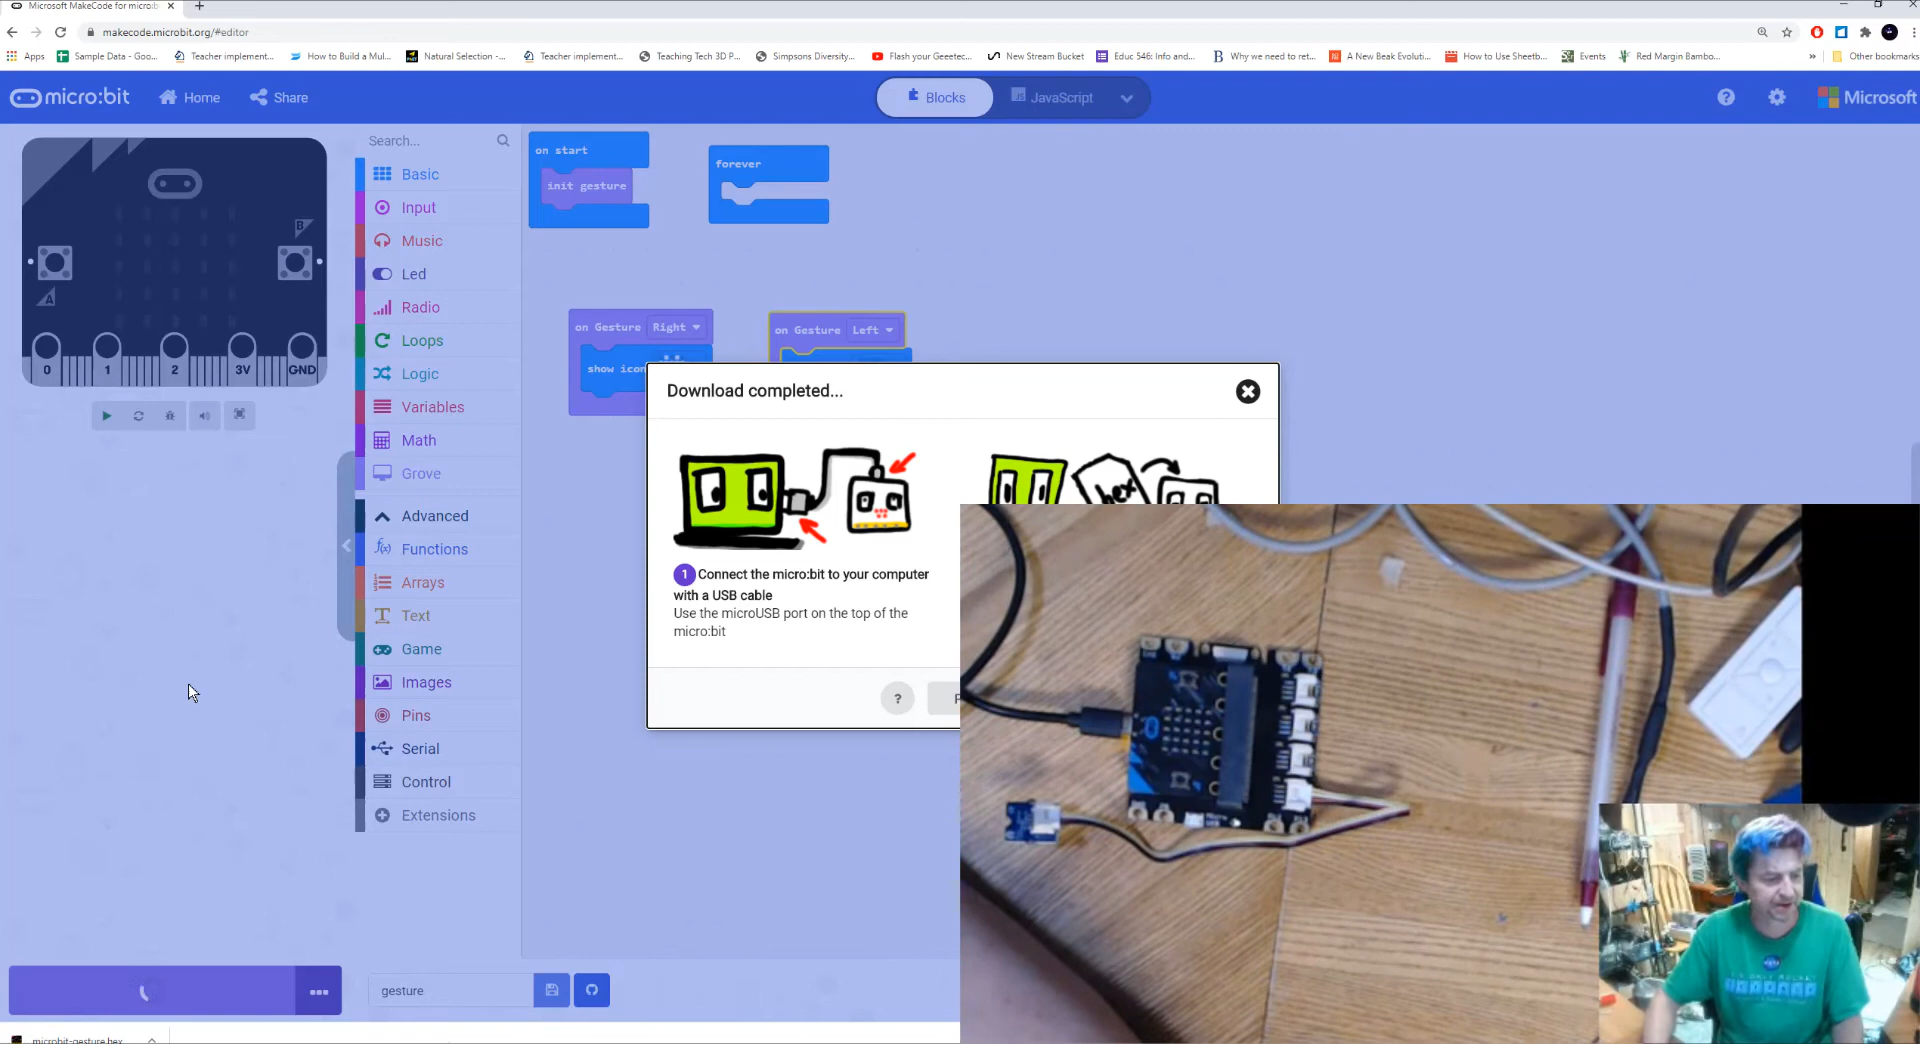 Microsoft MakeCode for micro:bi
makecode.microbit.org/#editor
Apps
Sample Data - Goo...
Teacher implement...
How to Build a Mul...
Natural Selection -...
Teacher implement...
Teaching Tech 3D P...
Simpsons Diversity...
Flash your Geeetec...
New Stream Bucket
Educ 546: Info and...
Why we need to ret...
A New Beak Evoluti...
How to Use Sheetb...
Events
Red Margin Bambo...
Other bookmarks
micro:bit
Home
Share
Blocks
JavaScript
Microsoft
Search...
Basic
Input
Music
Led
Radio
Loops
Logic
Variables
Math
Grove
Advanced
Functions
Arrays
Text
Game
Images
Pins
Serial
Control
Extensions
B
A
0
1
2
3V
GND
on start
init gesture
forever
on Gesture Right
show icon
on Gesture Left
Download completed...
hex
1 Connect the micro:bit to your computer
with a USB cable
Use the microUSB port on the top of the
micro:bit
?
gesture
microbit-gesture.hex